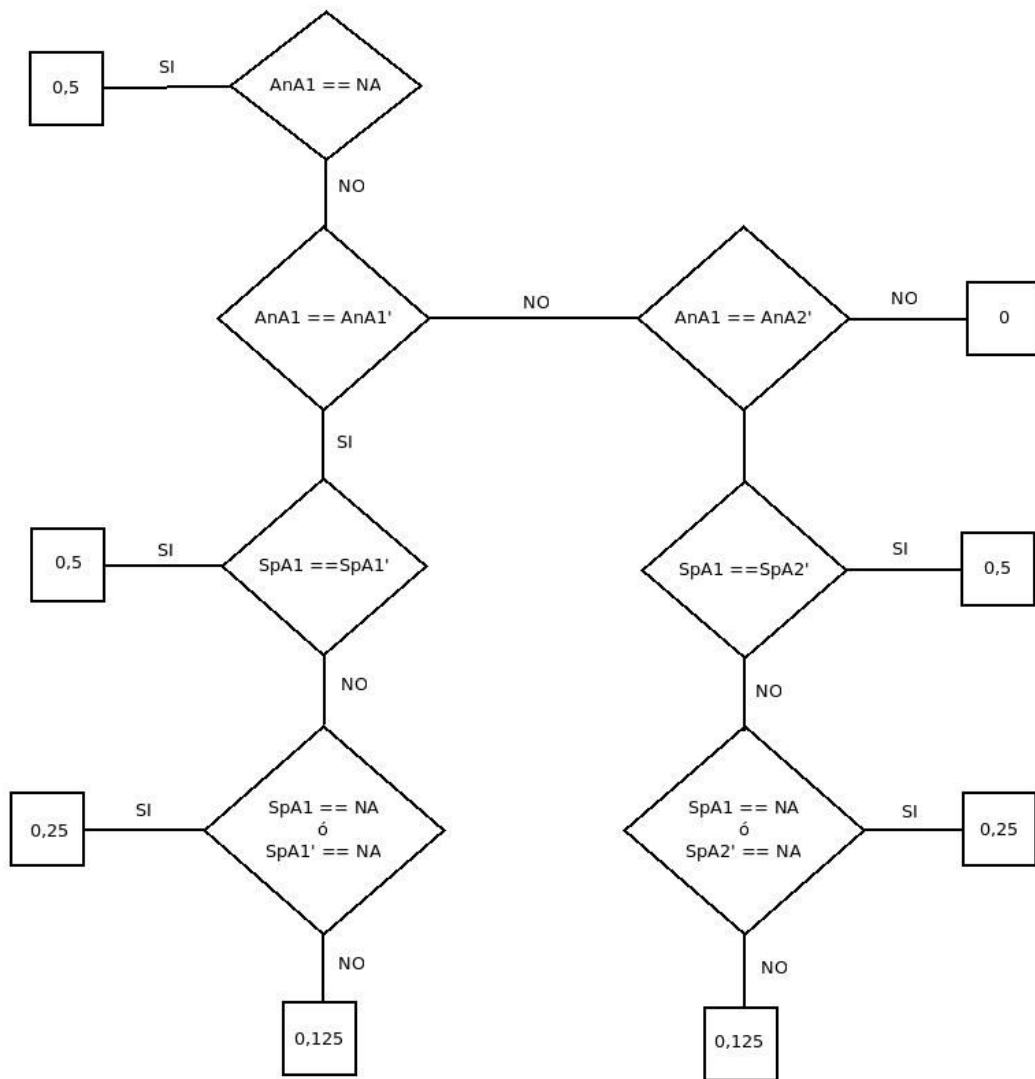 SI
0,5
AnA1 == NA
NO
AnA1 == AnA1'
NO
AnA1 == AnA2'
NO
0
SI
0,5
SI
SpA1 ==SpA1'
SpA1 ==SpA2'
SI
0,5
NO
NO
0,25
SI
SpA1 == NA
ó
SpA1' == NA
SpA1 == NA
ó
SpA2' == NA
SI
0,25
NO
NO
0,125
0,125